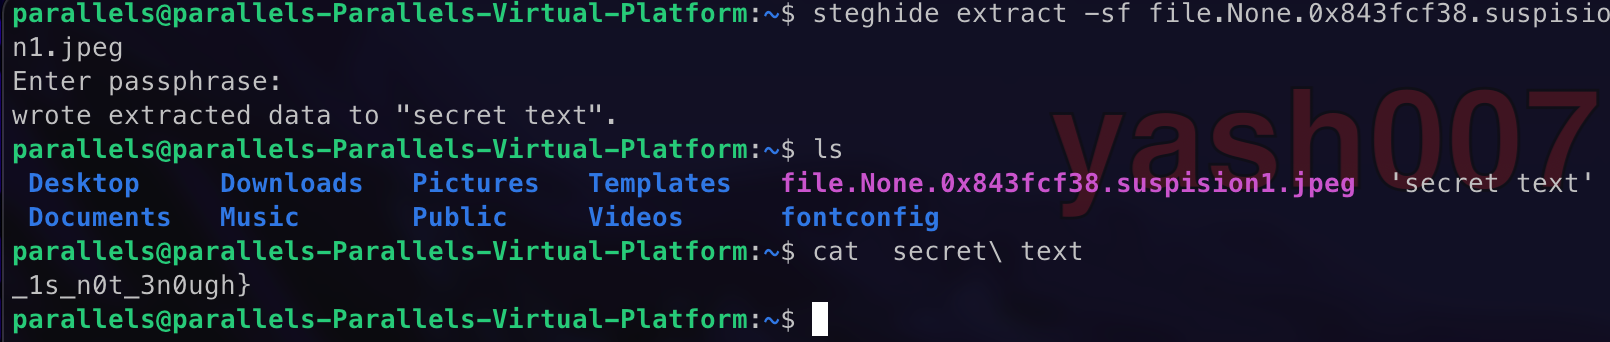 parallels@parallels-Parallels-Virtual-Platform:~$ steghide extract -sf file.None.0x843fcf38.suspisio
n1.jpeg
Enter passphrase:
wrote extracted data to "secret text".
parallels@parallels-Parallels-Virtual-Platform:~$ ls
Desktop Downloads Pictures Templates file.None.0x843fcf38.suspision1.jpeg 'secret text'
Documents Music Public Videos fontconfig
parallels@parallels-Parallels-Virtual-Platform:~$ cat  secret\ text
_1s_n0t_3n0ugh}
parallels@parallels-Parallels-Virtual-Platform:~$
yash007